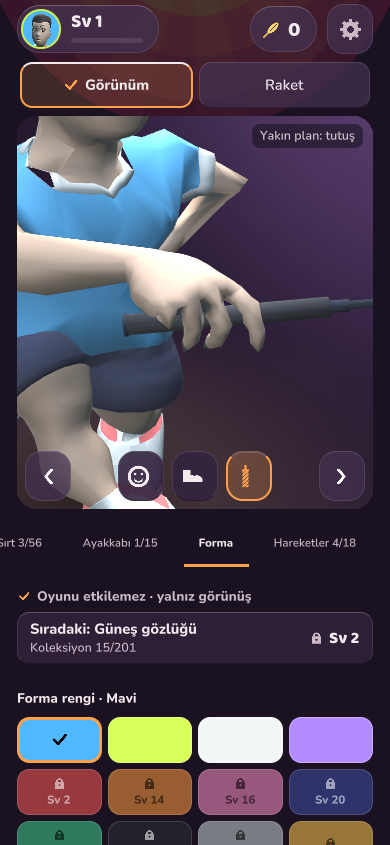 Sv 1
0
Görünüm
Raket
Yakın plan: tutuş
Sırt 3/56
Ayakkabı 1/15
Forma
Hareketler 4/18
Oyunu etkilemez · yalnız görünüş
Sıradaki: Güneş gözlüğü
Koleksiyon 15/201
Sv 2
Forma rengi · Mavi
Sv 2
Sv 14
Sv 16
Sv 20